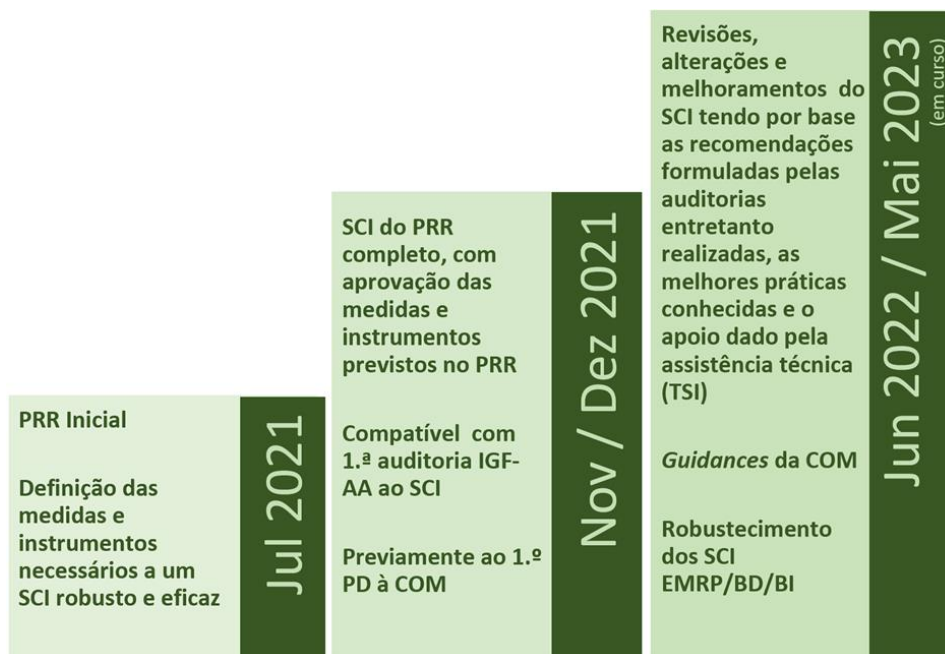 PRR Inicial
Definição das
medidas e
instrumentos
necessários a um
SCI robusto e eficaz
Jul 2021
SCI do PRR
completo, com
aprovação das
medidas e
instrumentos
previstos no PRR
Compatível com
1.ª auditoria IGF-
AA ao SCI
Previamente ao 1.º
PD à COM
Nov / Dez 2021
Revisões,
alterações e
melhoramentos do
SCI tendo por base
as recomendações
formuladas pelas
auditorias
entretanto
realizadas, as
melhores práticas
conhecidas e o
apoio dado pela
assistência técnica
(TSI)
Guidances da COM
Robustecimento
dos SCI
EMRP/BD/BI
Jun 2022 / Mai 2023
(em curso)